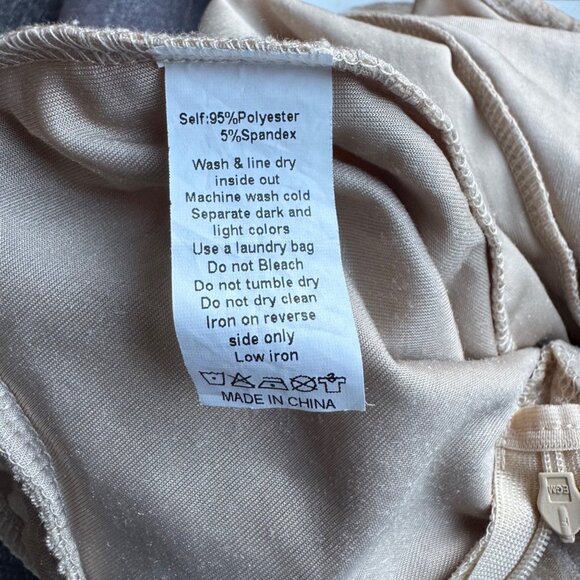 Self:95%Polyester
5%Spandex
Wash & line dry
inside out
Machine wash cold
Separate dark and
light colors
Use a laundry bag
Do not Bleach
Do not tumble dry
Do not dry clean
Iron on reverse
side only
Low iron
MADE IN CHINA
EGM